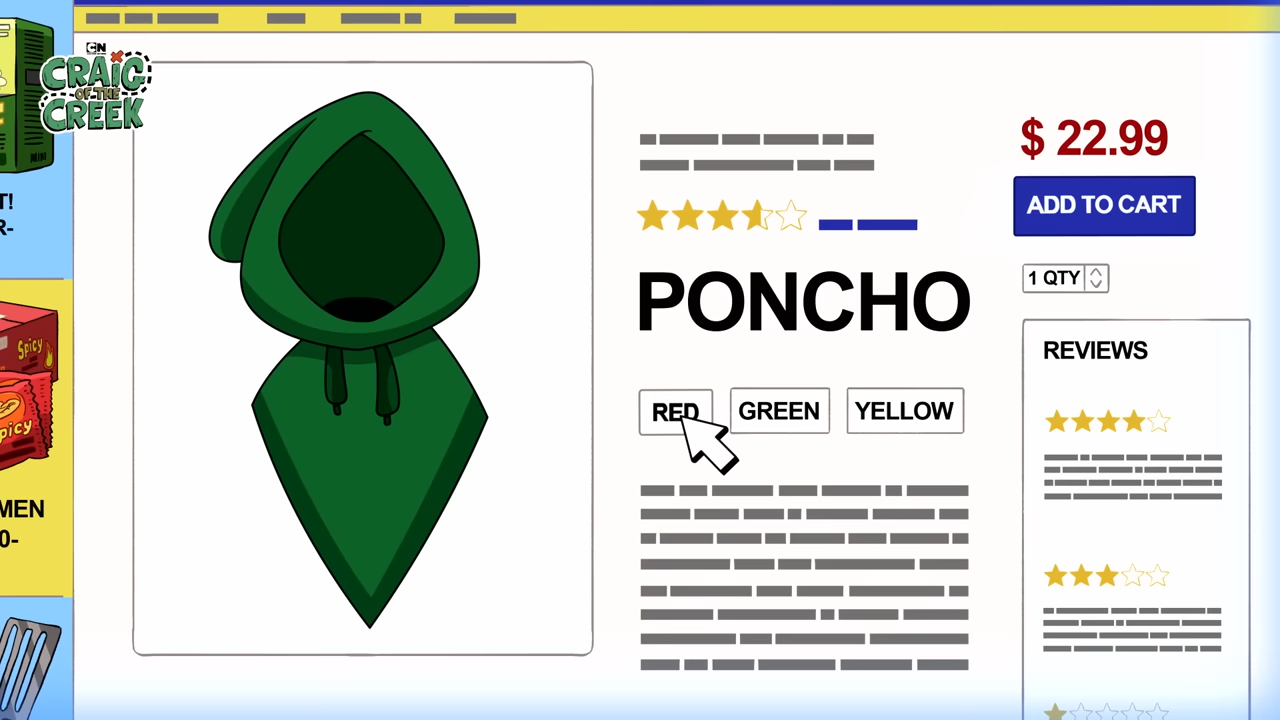 CN
CRAIG
OF THE
CREEK
T!
R-
Spicy
picy
MEN
0-
$ 22.99
ADD TO CART
1 QTY
PONCHO
RED
GREEN
YELLOW
REVIEWS